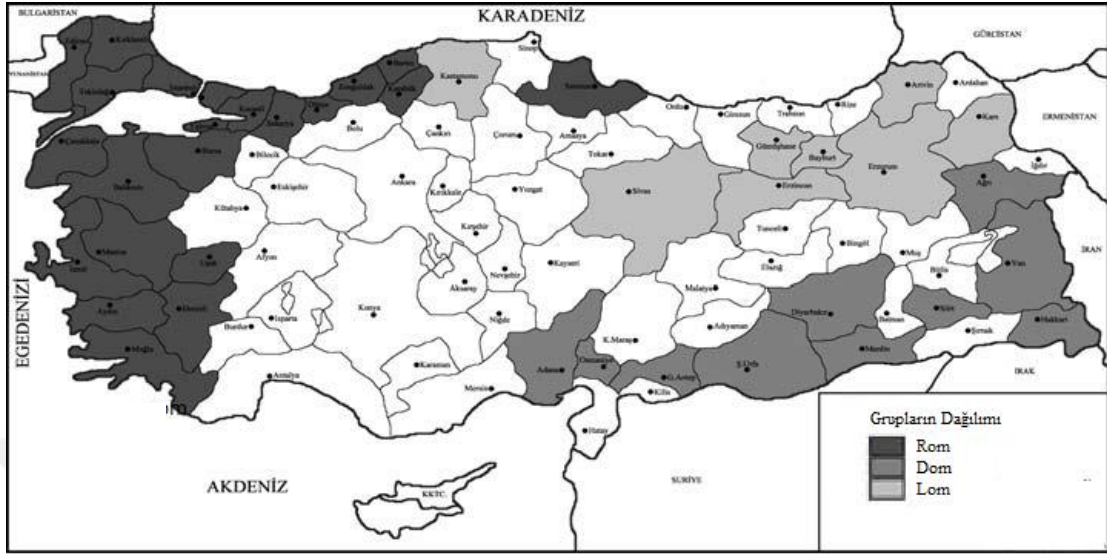 BULGARİSTAN
KARADENİZ
GÜRCİSTAN
YUNANİSTAN
ERMENİSTAN
İRAN
EGEDENİZİ
Edirne
Kırklareli
Tekirdağ
İstanbul
Kocaeli
Yalova
Sakarya
Düzce
Zonguldak
Bartın
Karabük
Kastamonu
Sinop
Samsun
Ordu
Giresun
Trabzon
Rize
Artvin
Ardahan
Kars
Iğdır
Ağrı
Çanakkale
Balıkesir
Bursa
Bilecik
Bolu
Çankırı
Çorum
Amasya
Tokat
Gümüşhane
Bayburt
Erzurum
Erzincan
Sivas
Yozgat
Kırıkkale
Ankara
Eskişehir
Kütahya
Manisa
İzmir
Uşak
Afyon
Kırşehir
Nevşehir
Kayseri
Aksaray
Tunceli
Bingöl
Elazığ
Muş
Bitlis
Van
Malatya
Diyarbakır
Batman
Siirt
Hakkari
Şırnak
Mardin
Aydın
Denizli
Muğla
Burdur
Isparta
Konya
Niğde
Karaman
Antalya
Mersin
Adana
Osmaniye
K.Maraş
Adıyaman
Ş.Urfa
G.Antep
Kilis
Hatay
IRAK
SURİYE
AKDENİZ
KKTC.
Grupların Dağılımı
Rom
Dom
Lom